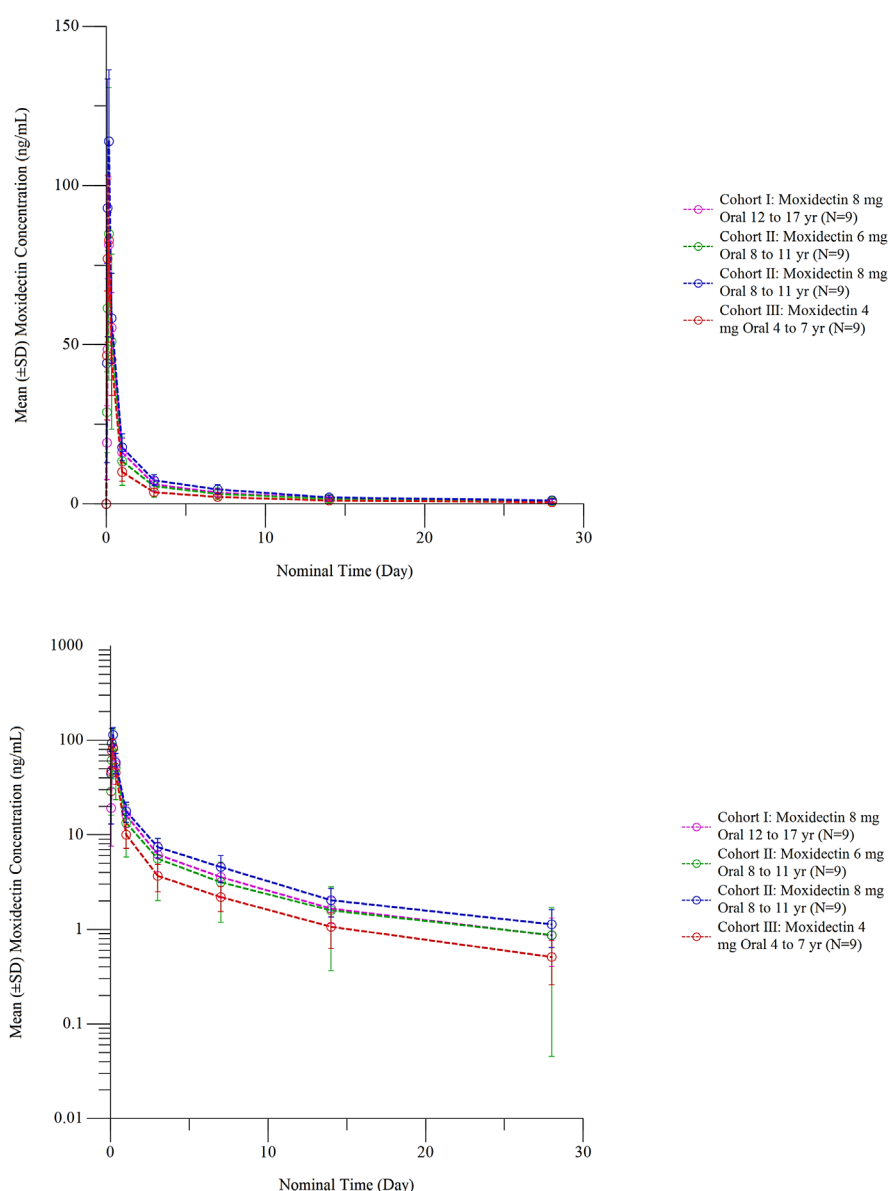 150
100
50
0
0
10
20
30
Mean (±SD) Moxidectin Concentration (ng/mL)
Nominal Time (Day)
Cohort I: Moxidectin 8 mg
Oral 12 to 17 yr (N=9)
Cohort II: Moxidectin 6 mg
Oral 8 to 11 yr (N=9)
Cohort II: Moxidectin 8 mg
Oral 8 to 11 yr (N=9)
Cohort III: Moxidectin 4
mg Oral 4 to 7 yr (N=9)
1000
100
10
1
0.1
0.01
0
10
20
30
Mean (±SD) Moxidectin Concentration (ng/mL)
Nominal Time (Day)
Cohort I: Moxidectin 8 mg
Oral 12 to 17 yr (N=9)
Cohort II: Moxidectin 6 mg
Oral 8 to 11 yr (N=9)
Cohort II: Moxidectin 8 mg
Oral 8 to 11 yr (N=9)
Cohort III: Moxidectin 4
mg Oral 4 to 7 yr (N=9)